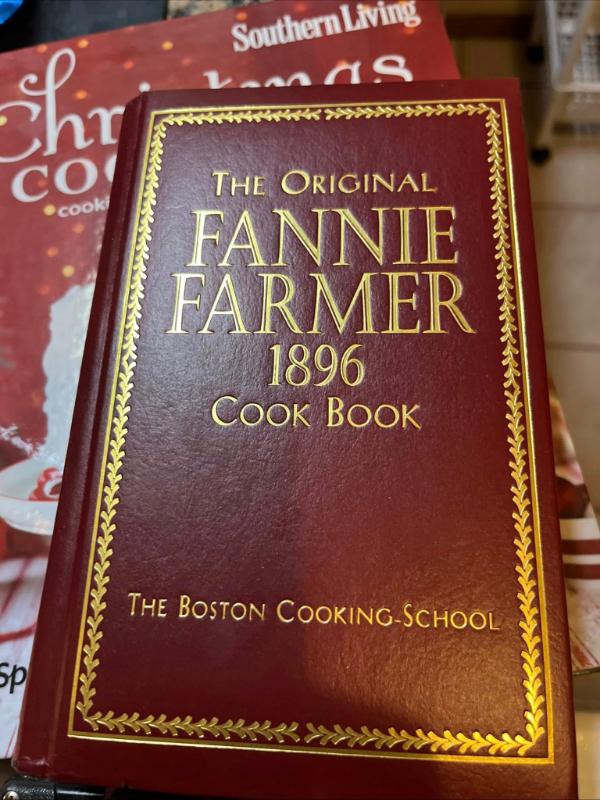 Southern Living
THE ORIGINAL
FANNIE
FARMER
1896
COOK BOOK
THE BOSTON COOKING-SCHOOL